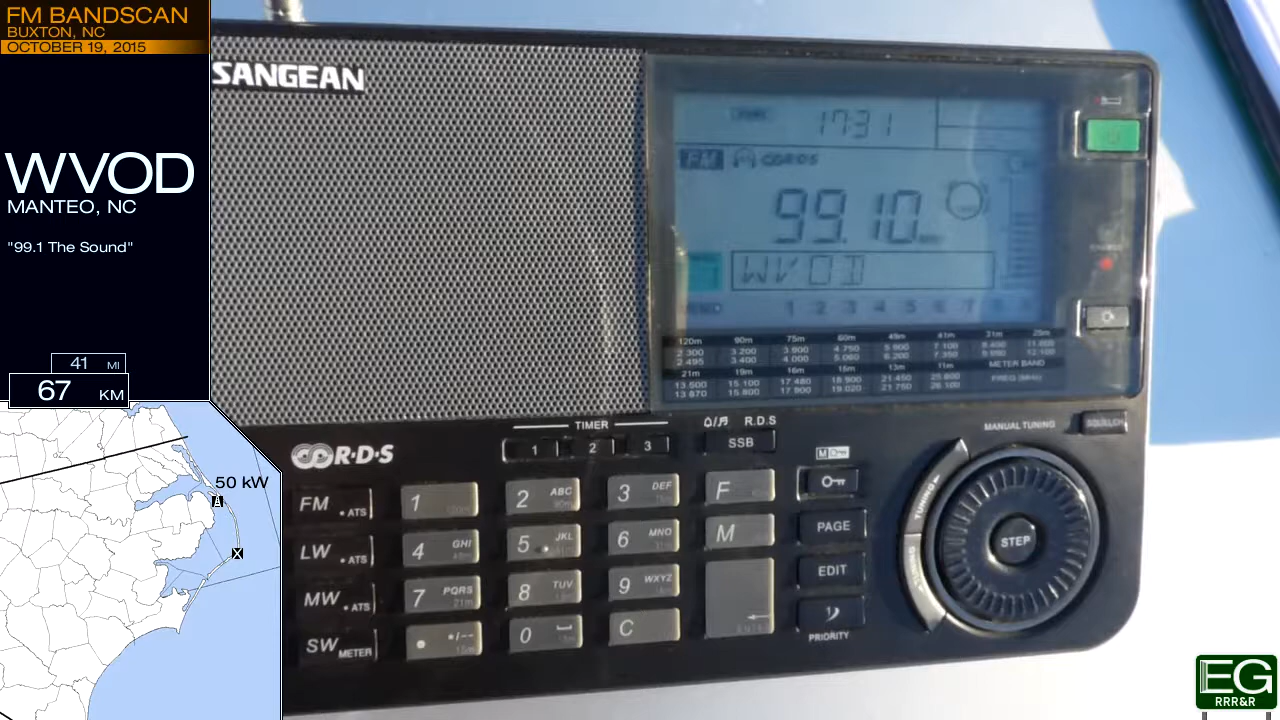 FM BANDSCAN
BUXTON, NC
OCTOBER 19, 2015
WVOD
MANTEO, NC
"99.1 The Sound"
41 MI
67 KM
50 kW
SANGEAN
17:31
FM
99.10
WVOD
1 2 3 4 5 6 7 8 9
120m 90m 75m 60m 49m 41m 31m 25m
2.300 3.200 3.900 4.750 5.900 7.100
2.495 3.400 4.000 5.060 6.200 7.350
21m 19m 16m 15m 13m 11m METER BAND
13.500 15.100 17.480 18.900 21.450 25.600 FREQ (MHz)
13.870 15.800 17.900 19.020 21.750 26.100
R·D·S
TIMER
1 2 3
R.D.S
SSB
MANUAL TUNING
SQUELCH
FM • ATS
LW • ATS
MW • ATS
SW METER
1
2 ABC
3 DEF
F
4 GHI
5 JKL
6 MNO
M
7 PQRS 21m
8 TUV
9 WXYZ
* / - - 15m
0
C
M
PAGE
EDIT
PRIORITY
TUNING
TUNING
STEP
EG
RRR&R